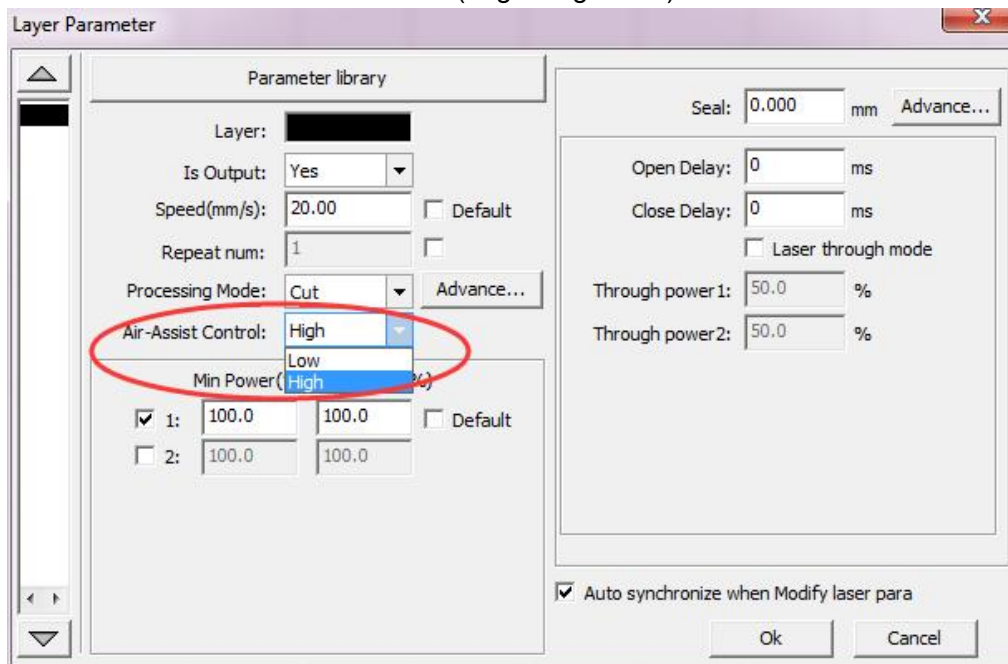 Layer Parameter
x
Parameter library
Layer:
Is Output: Yes
Speed(mm/s): 20.00 Default
Repeat num: 1
Processing Mode: Cut Advance...
Air-Assist Control: High
Low
High
Min Power( %)
1: 100.0 100.0 Default
2: 100.0 100.0
Seal: 0.000 mm Advance...
Open Delay: 0 ms
Close Delay: 0 ms
Laser through mode
Through power1: 50.0 %
Through power2: 50.0 %
Auto synchronize when Modify laser para
Ok Cancel